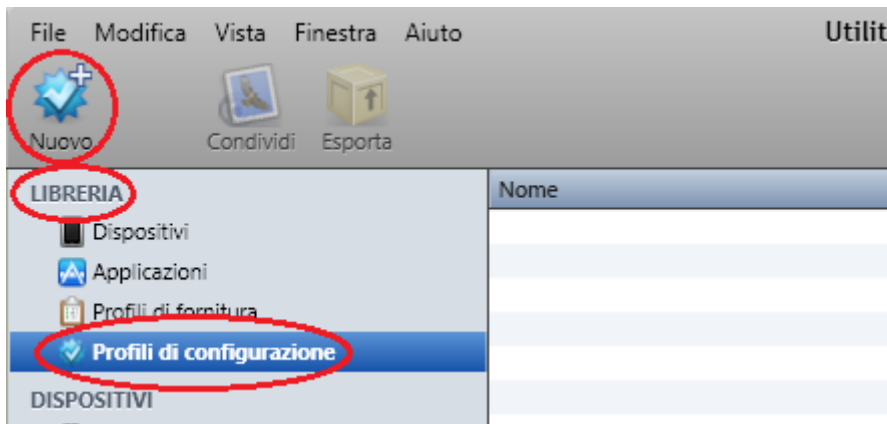 File Modifica Vista Finestra Aiuto Utilit
Nuovo Condividi Esporta
LIBRERIA Nome
Dispositivi
Applicazioni
Profili di fornitura
Profili di configurazione
DISPOSITIVI